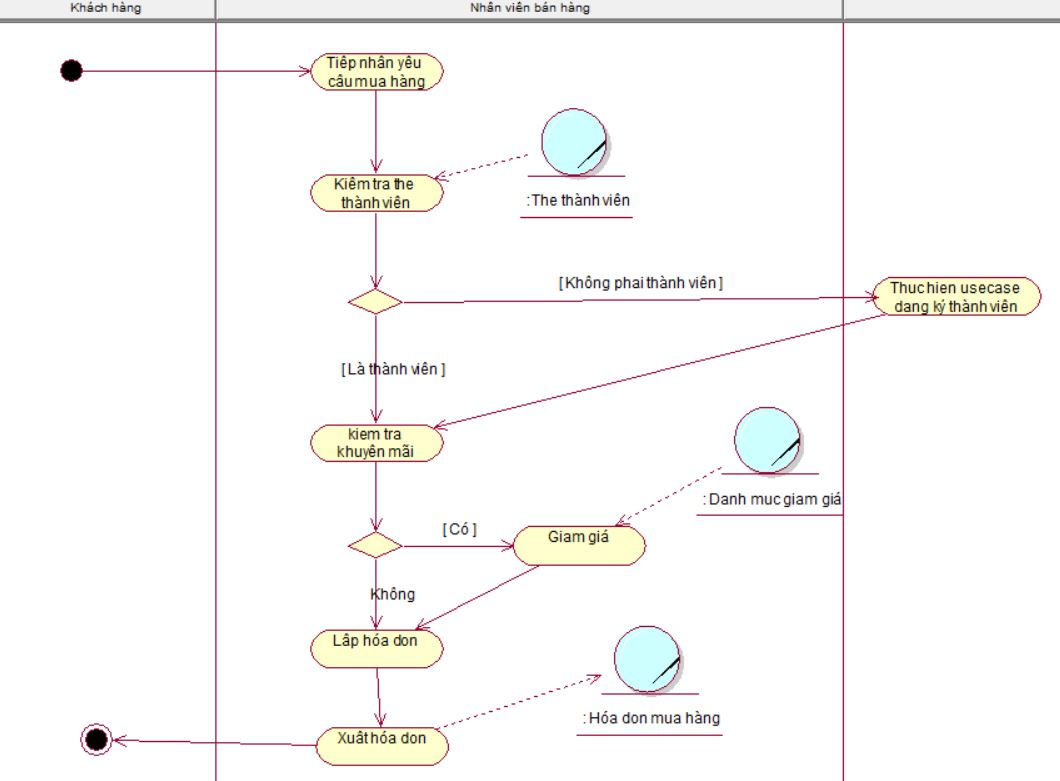 Khách hàng
Nhân viên bán hàng
Tiêp nhân yêu
câu mua hàng
Kiêm tra the
thành viên
: The thành viên
[ Không phai thành viên ]
Thuc hien usecase
dang ký thành viên
[ Là thành viên ]
kiem tra
khuyên mãi
: Danh muc giam giá
[ Có ]
Giam giá
Không
Lâp hóa don
: Hóa don mua hàng
Xuât hóa don